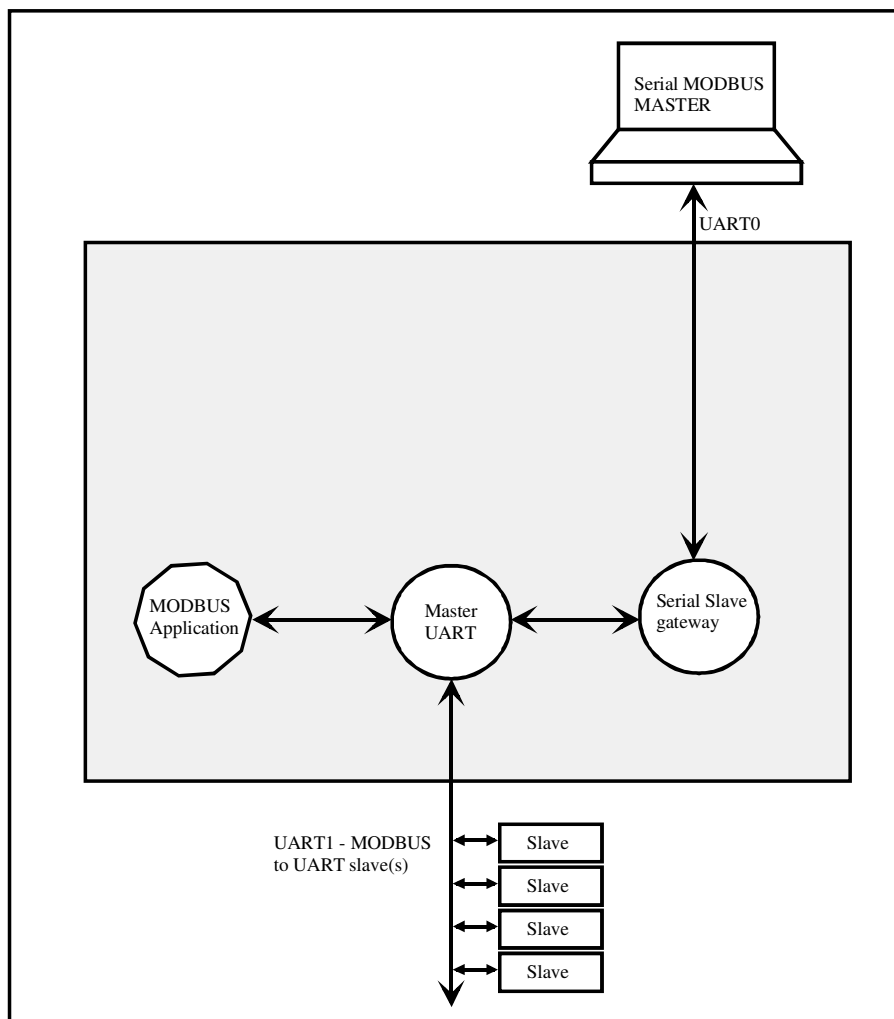 Serial MODBUS
MASTER
UART0
MODBUS
Application
Master
UART
Serial Slave
gateway
UART1 - MODBUS
to UART slave(s)
Slave
Slave
Slave
Slave